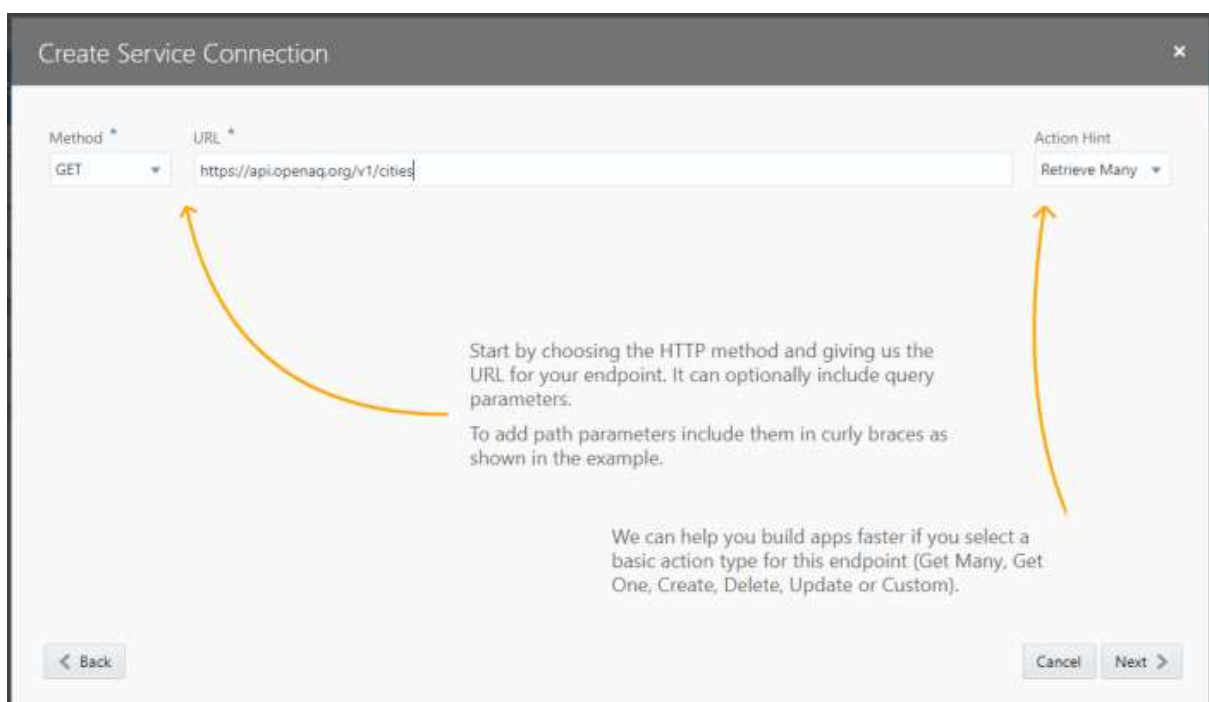 Create Service Connection ×
Method * URL * Action Hint
GET https://api.openaq.org/v1/cities Retrieve Many
Start by choosing the HTTP method and giving us the
URL for your endpoint. It can optionally include query
parameters.
To add path parameters include them in curly braces as
shown in the example.
We can help you build apps faster if you select a
basic action type for this endpoint (Get Many, Get
One, Create, Delete, Update or Custom).
< Back Cancel Next >